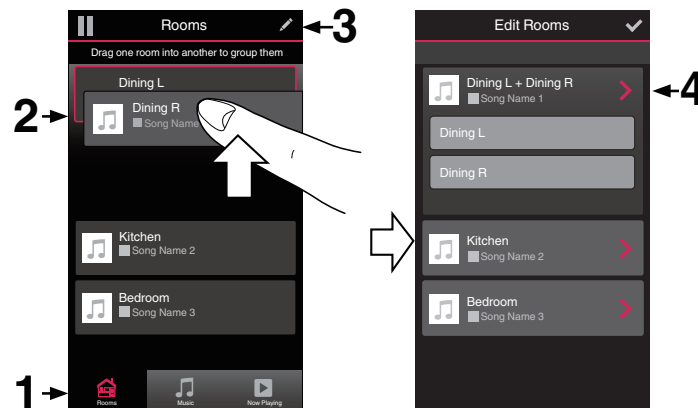 Rooms
3
Drag one room into another to group them
Dining L
2
Dining R
Song Name
Kitchen
Song Name 2
Bedroom
Song Name 3
1
Rooms
Music
Now Playing
Edit Rooms
Dining L + Dining R
Song Name 1
4
Dining L
Dining R
Kitchen
Song Name 2
Bedroom
Song Name 3